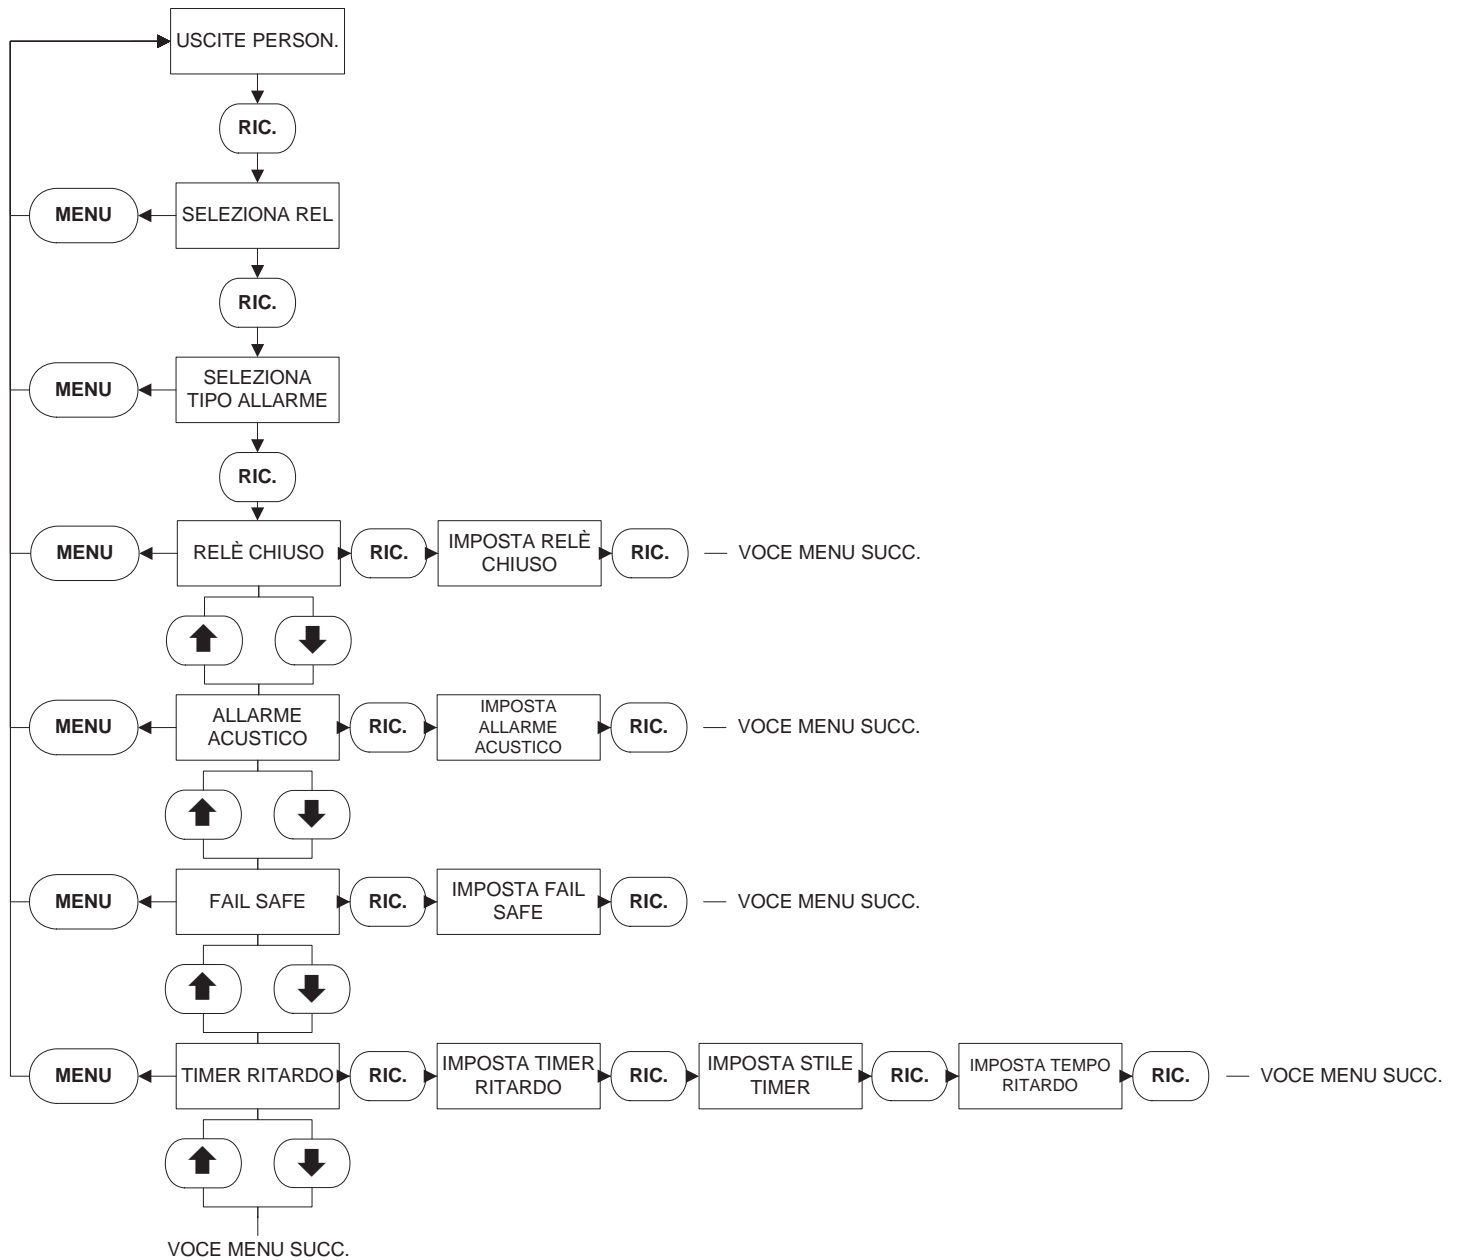 USCITE PERSON.
RIC.
MENU
SELEZIONA REL
RIC.
MENU
SELEZIONA
TIPO ALLARME
RIC.
MENU
RELÈ CHIUSO
RIC.
IMPOSTA RELÈ
CHIUSO
RIC.
VOCE MENU SUCC.
MENU
ALLARME
ACUSTICO
RIC.
IMPOSTA
ALLARME
ACUSTICO
RIC.
VOCE MENU SUCC.
MENU
FAIL SAFE
RIC.
IMPOSTA FAIL
SAFE
RIC.
VOCE MENU SUCC.
MENU
TIMER RITARDO
RIC.
IMPOSTA TIMER
RITARDO
RIC.
IMPOSTA STILE
TIMER
RIC.
IMPOSTA TEMPO
RITARDO
RIC.
VOCE MENU SUCC.
VOCE MENU SUCC.